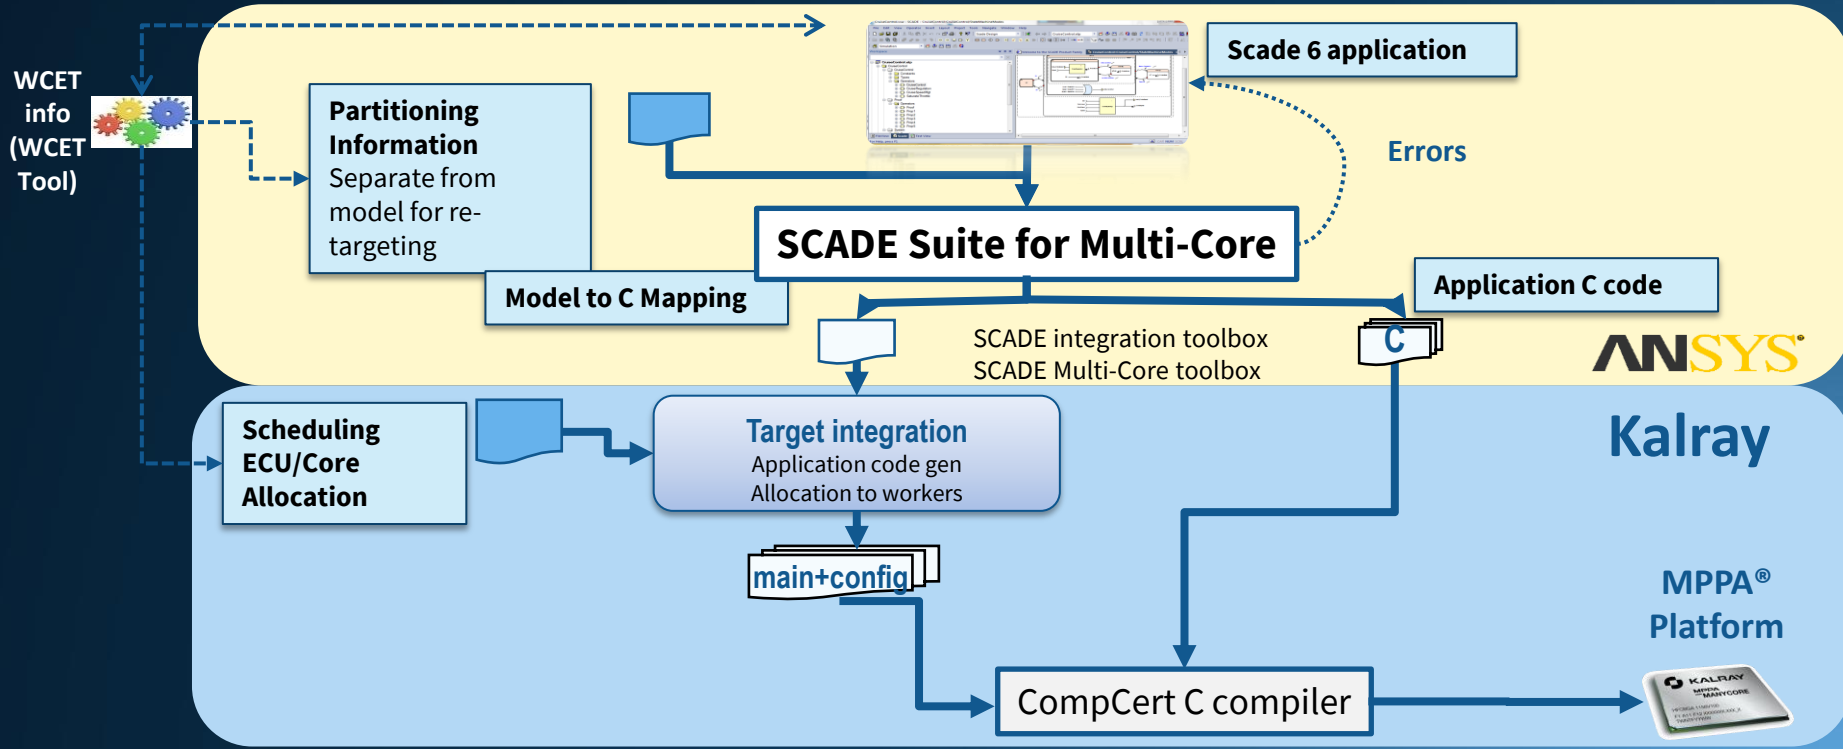 WCET
info
(WCET
Tool)
Partitioning
Information
Separate from
model for re-
targeting
Scade 6 application
Errors
SCADE Suite for Multi-Core
Model to C Mapping
Application C code
SCADE integration toolbox
SCADE Multi-Core toolbox
C
ANSYS
Kalray
Scheduling
ECU/Core
Allocation
Target integration
Application code gen
Allocation to workers
main+config
MPPA®
Platform
CompCert C compiler
KALRAY
MPPA
MANYCORE